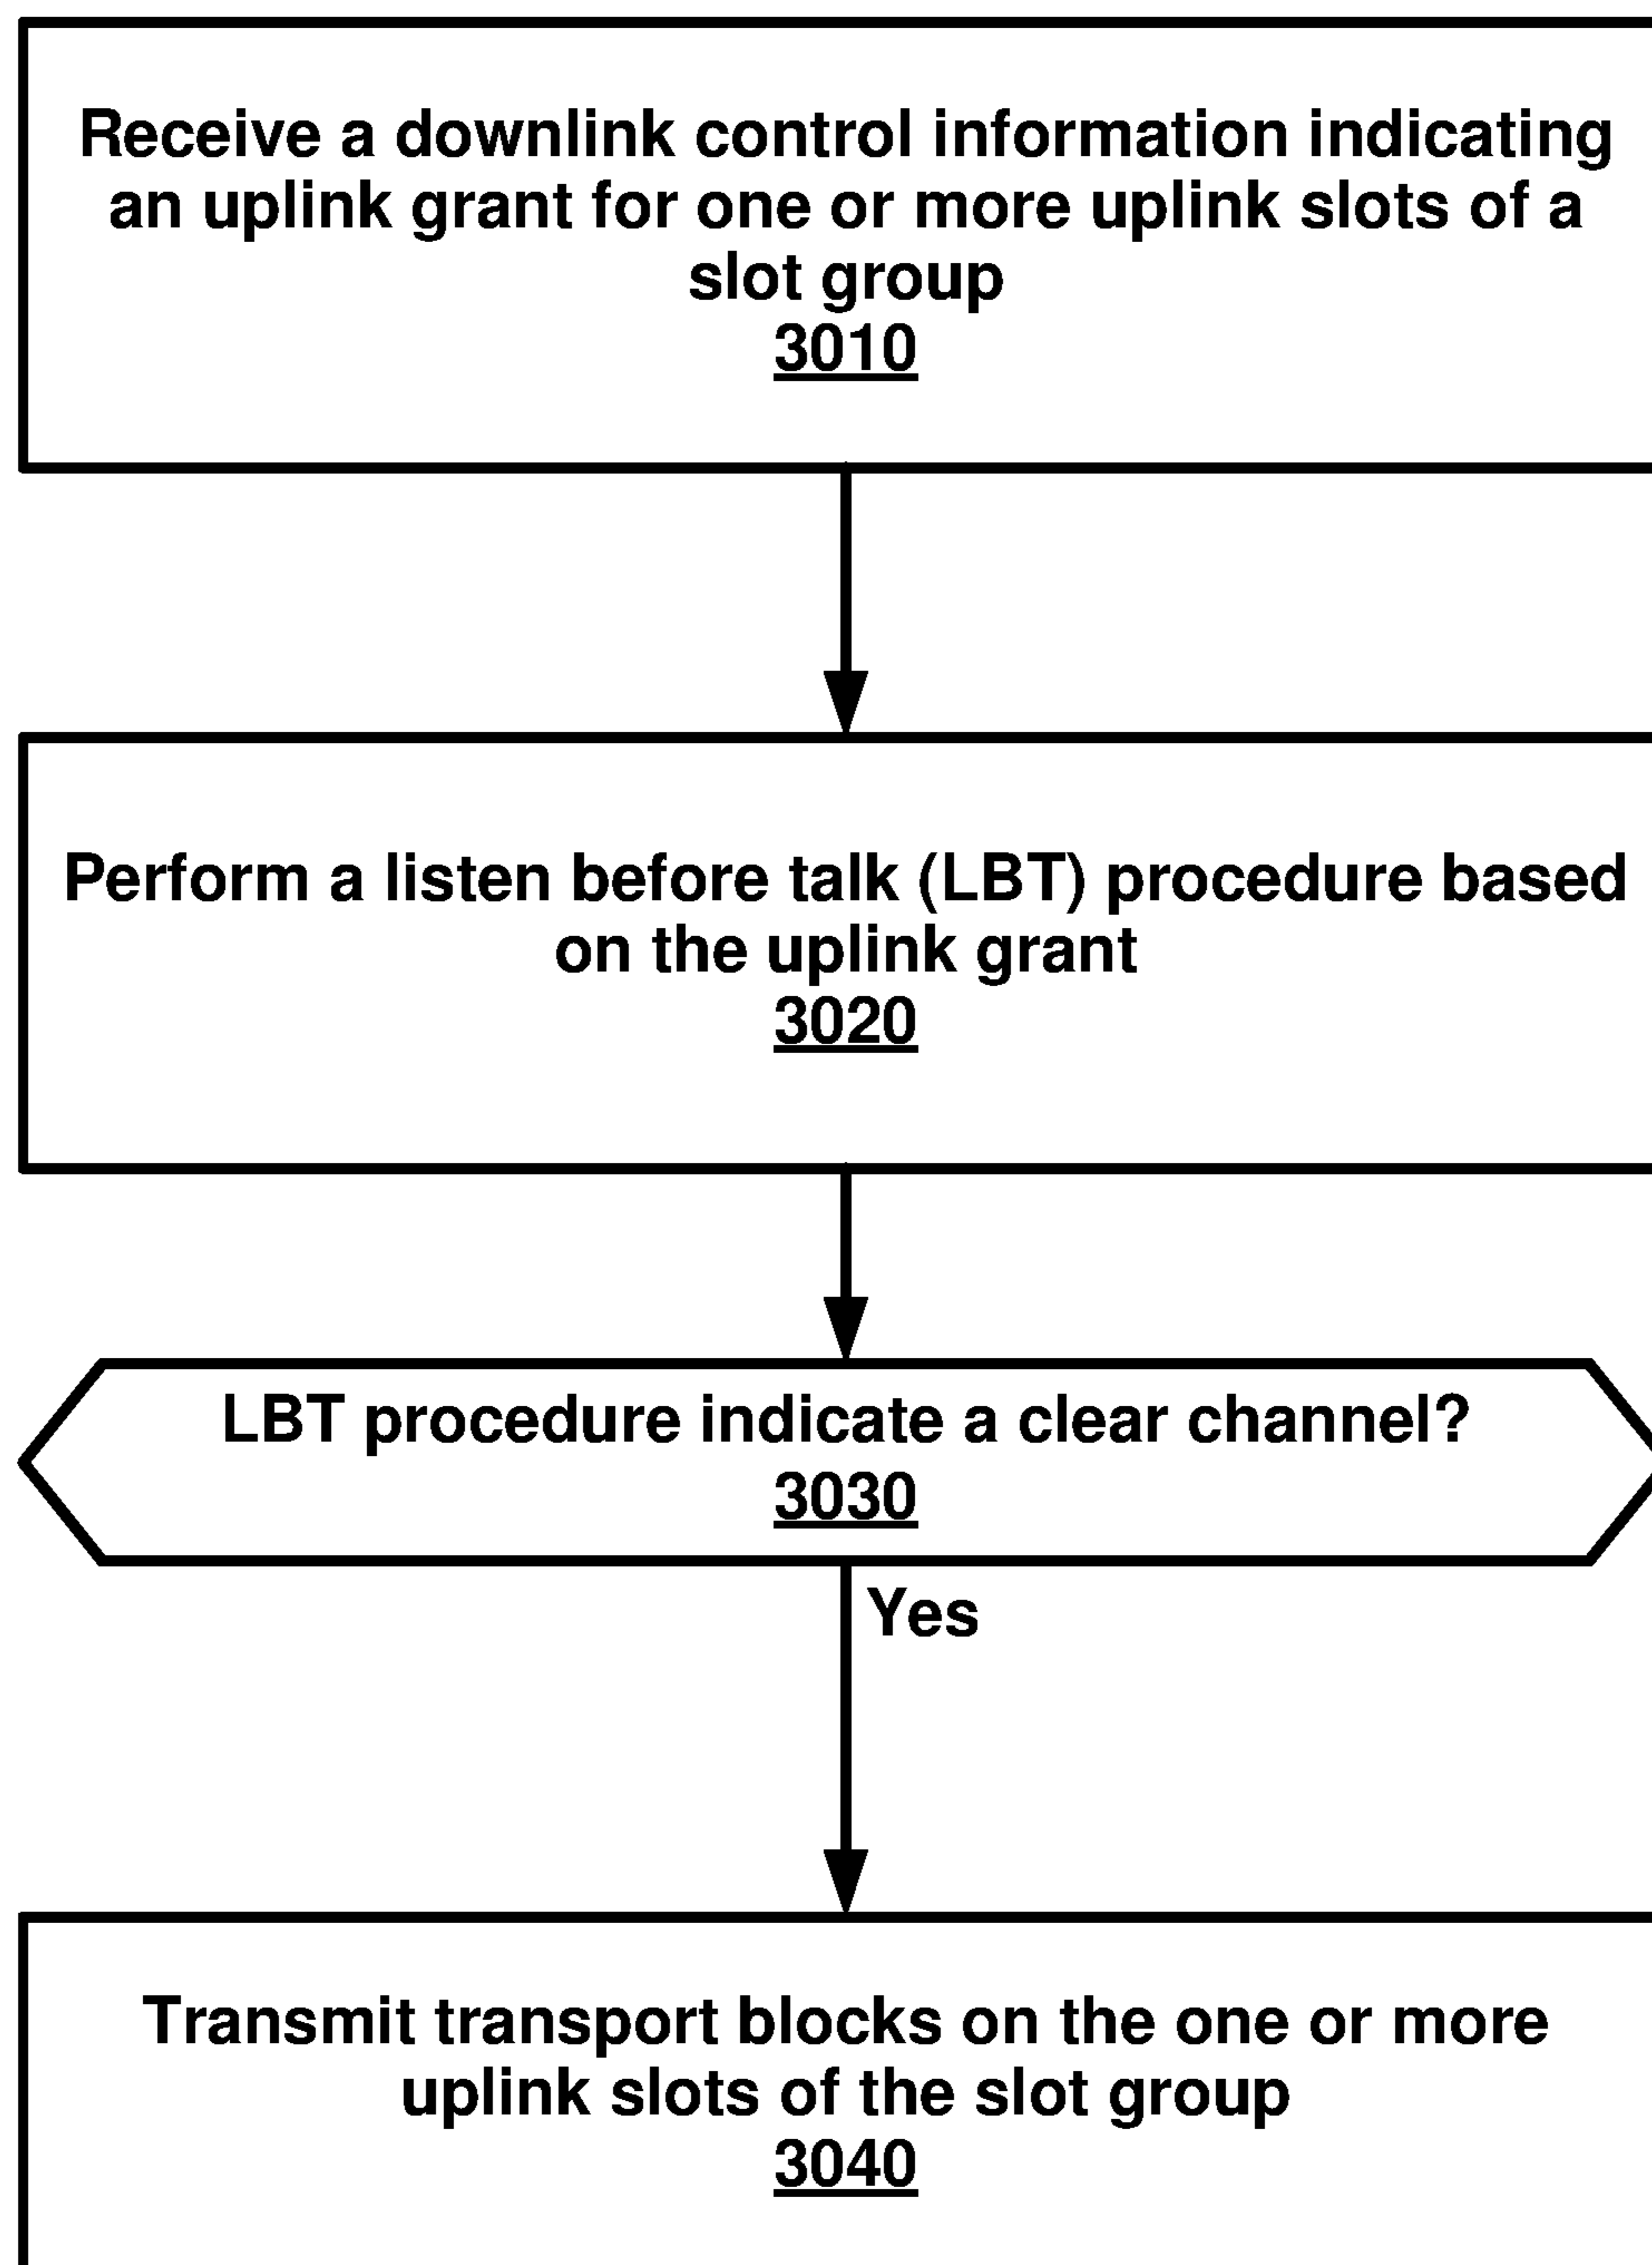 Receive a downlink control information indicating
an uplink grant for one or more uplink slots of a
slot group
3010
Perform a listen before talk (LBT) procedure based
on the uplink grant
3020
LBT procedure indicate a clear channel?
3030
Yes
Transmit transport blocks on the one or more
uplink slots of the slot group
3040